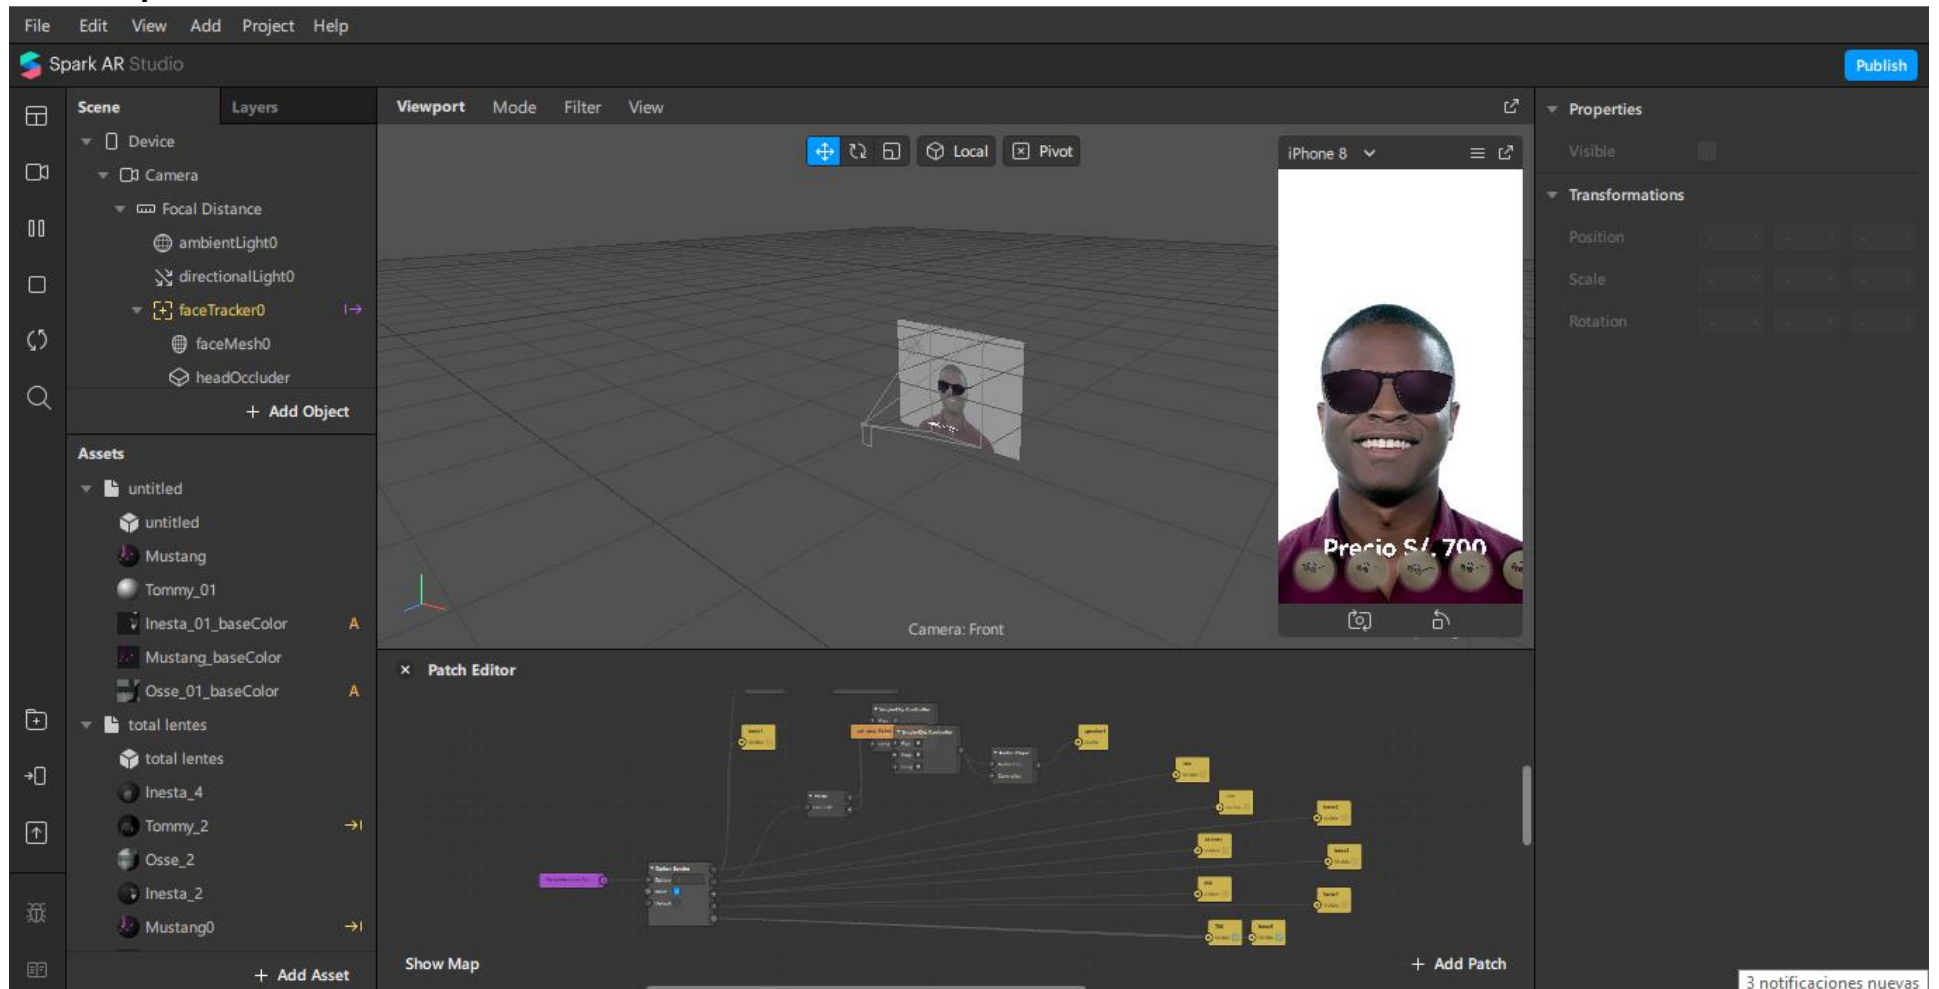 File Edit View Add Project Help
Spark AR Studio
Publish
Scene Layers
Device
Camera
Focal Distance
ambientLight0
directionalLight0
faceTracker0
faceMesh0
headOccluder
+ Add Object
Assets
untitled
untitled
Mustang
Tommy_01
Inesta_01_baseColor A
Mustang_baseColor
Osse_01_baseColor A
total lentes
total lentes
Inesta_4
Tommy_2
Osse_2
Inesta_2
Mustang0
+ Add Asset
Viewport Mode Filter View
Local Pivot
iPhone 8
Precio S/. 700
Camera: Front
Patch Editor
Option Sender
Option
Show Map
+ Add Patch
Properties
Visible
Transformations
Position
Scale
Rotation
3 notificaciones nuevas